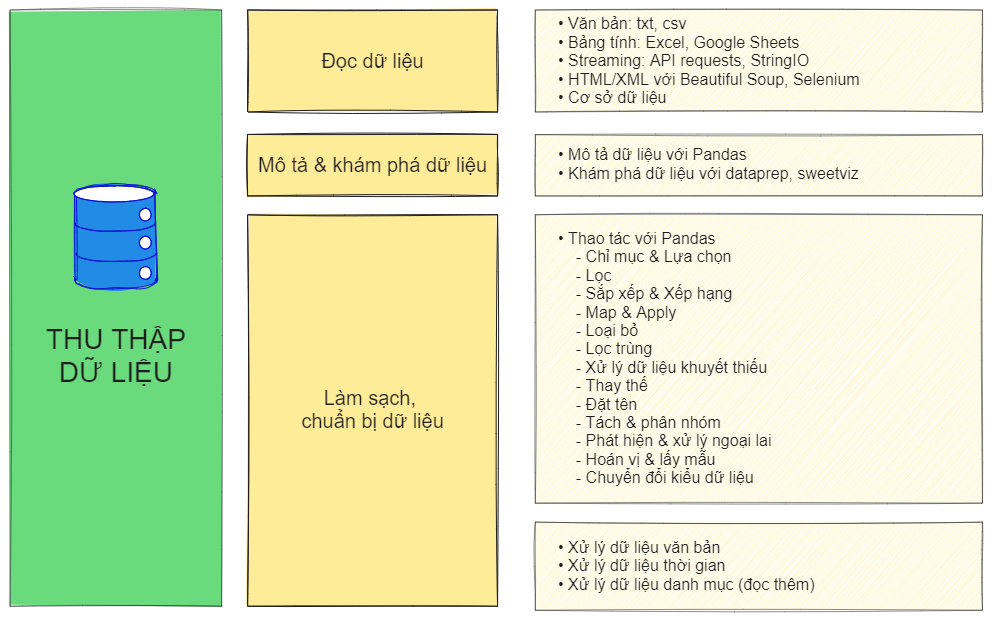 THU THẬP
DỮ LIỆU
Đọc dữ liệu
• Văn bản: txt, csv
• Bảng tính: Excel, Google Sheets
• Streaming: API requests, StringIO
• HTML/XML với Beautiful Soup, Selenium
• Cơ sở dữ liệu
Mô tả & khám phá dữ liệu
• Mô tả dữ liệu với Pandas
• Khám phá dữ liệu với dataprep, sweetviz
Làm sạch,
chuẩn bị dữ liệu
• Thao tác với Pandas
- Chỉ mục & Lựa chọn
- Lọc
- Sắp xếp & Xếp hạng
- Map & Apply
- Loại bỏ
- Lọc trùng
- Xử lý dữ liệu khuyết thiếu
- Thay thế
- Đặt tên
- Tách & phân nhóm
- Phát hiện & xử lý ngoại lai
- Hoán vị & lấy mẫu
- Chuyển đổi kiểu dữ liệu
• Xử lý dữ liệu văn bản
• Xử lý dữ liệu thời gian
• Xử lý dữ liệu danh mục (đọc thêm)